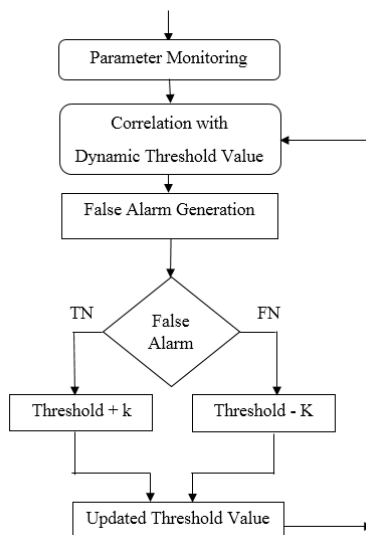 Parameter Monitoring
Correlation with
Dynamic Threshold Value
False Alarm Generation
TN
FN
False
Alarm
Threshold + k
Threshold - K
Updated Threshold Value